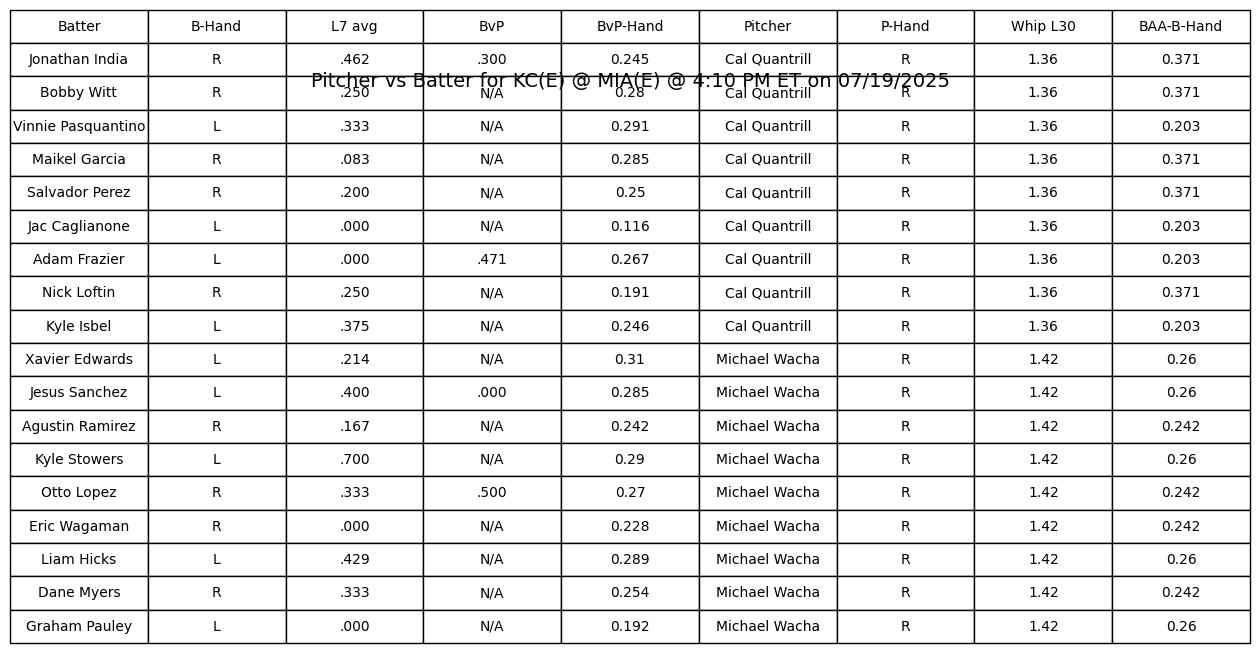 Batter B-Hand L7 avg BvP BvP-Hand Pitcher P-Hand Whip L30 BAA-B-Hand
Jonathan India R .462 .300 0.245 Cal Quantrill R 1.36 0.371
Pitcher vs Batter for KC(E) @ MIA(E) @ 4:10 PM ET on 07/19/2025
Bobby Witt R .250 N/A 0.28 Cal Quantrill R 1.36 0.371
Vinnie Pasquantino L .333 N/A 0.291 Cal Quantrill R 1.36 0.203
Maikel Garcia R .083 N/A 0.285 Cal Quantrill R 1.36 0.371
Salvador Perez R .200 N/A 0.25 Cal Quantrill R 1.36 0.371
Jac Caglianone L .000 N/A 0.116 Cal Quantrill R 1.36 0.203
Adam Frazier L .000 .471 0.267 Cal Quantrill R 1.36 0.203
Nick Loftin R .250 N/A 0.191 Cal Quantrill R 1.36 0.371
Kyle Isbel L .375 N/A 0.246 Cal Quantrill R 1.36 0.203
Xavier Edwards L .214 N/A 0.31 Michael Wacha R 1.42 0.26
Jesus Sanchez L .400 .000 0.285 Michael Wacha R 1.42 0.26
Agustin Ramirez R .167 N/A 0.242 Michael Wacha R 1.42 0.242
Kyle Stowers L .700 N/A 0.29 Michael Wacha R 1.42 0.26
Otto Lopez R .333 .500 0.27 Michael Wacha R 1.42 0.242
Eric Wagaman R .000 N/A 0.228 Michael Wacha R 1.42 0.242
Liam Hicks L .429 N/A 0.289 Michael Wacha R 1.42 0.26
Dane Myers R .333 N/A 0.254 Michael Wacha R 1.42 0.242
Graham Pauley L .000 N/A 0.192 Michael Wacha R 1.42 0.26